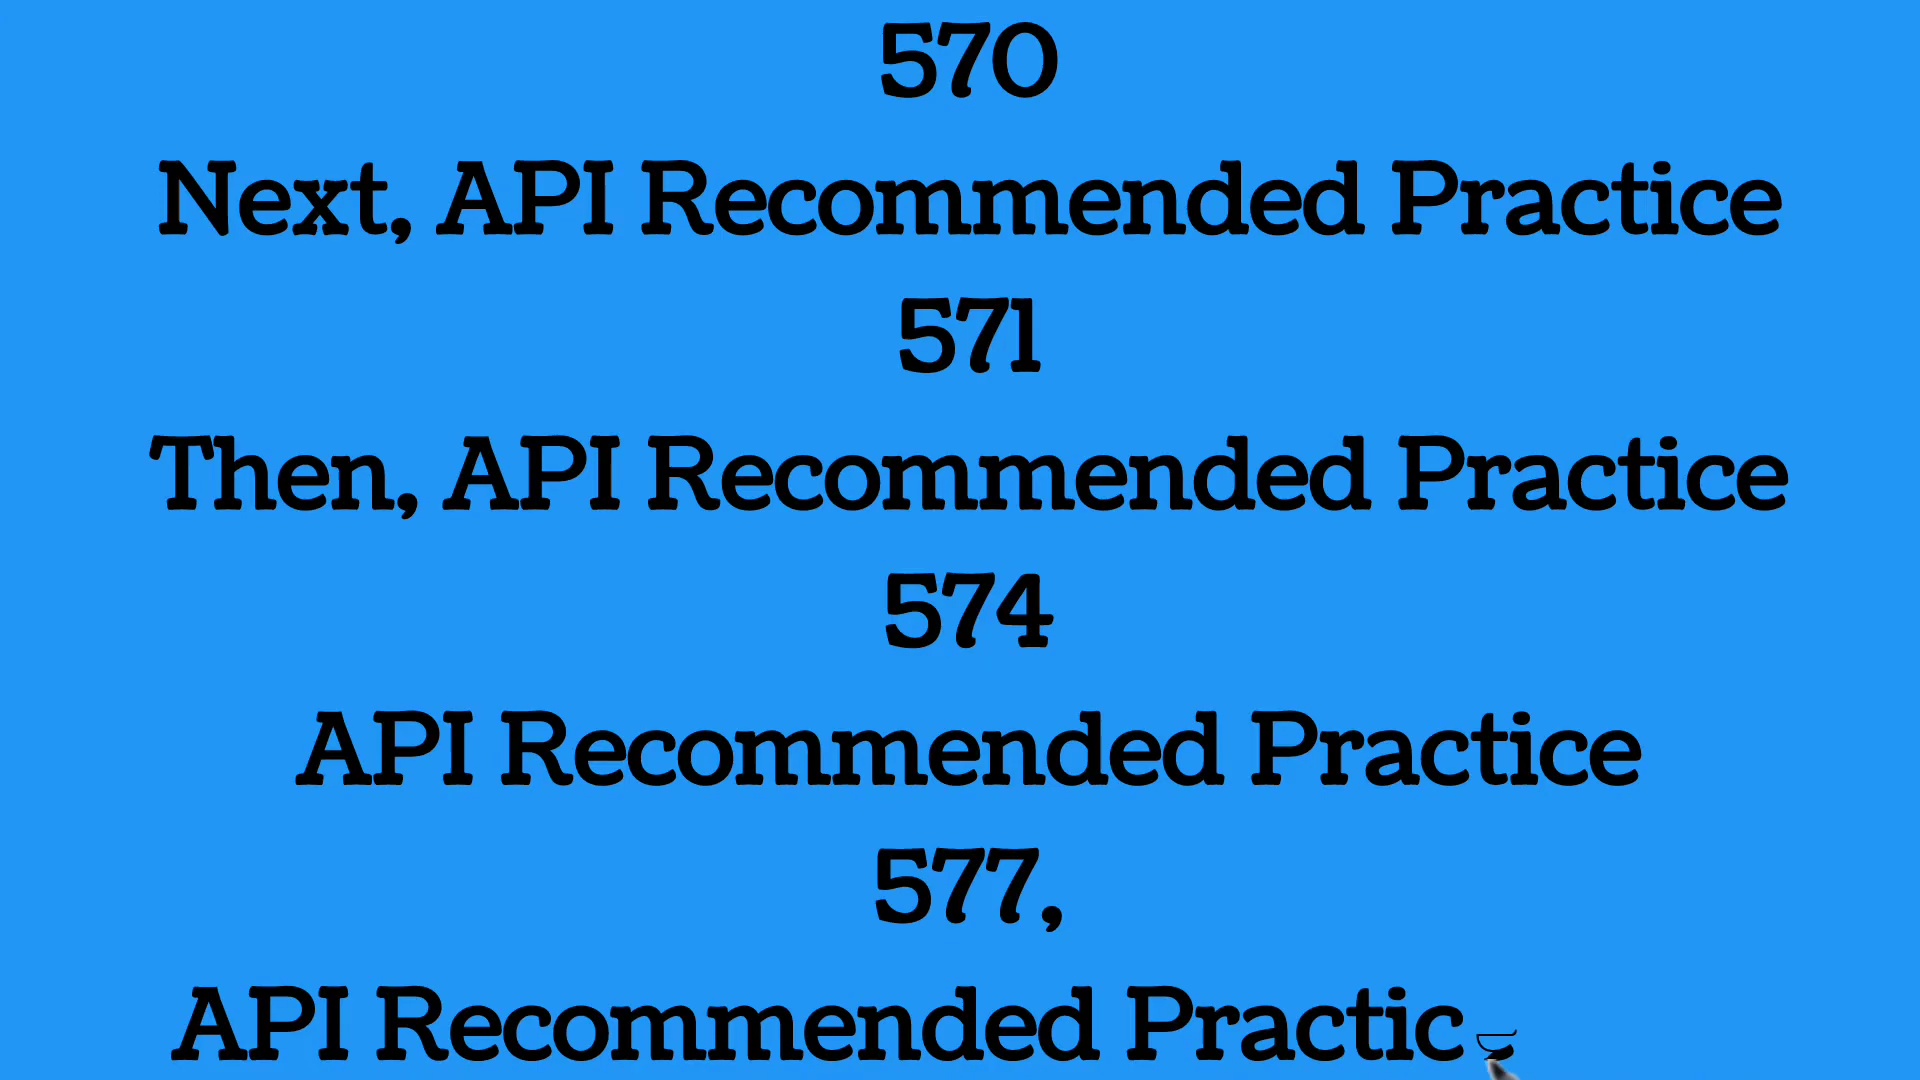 570
Next, API Recommended Practice
571
Then, API Recommended Practice
574
API Recommended Practice
577,
API Recommended Practic